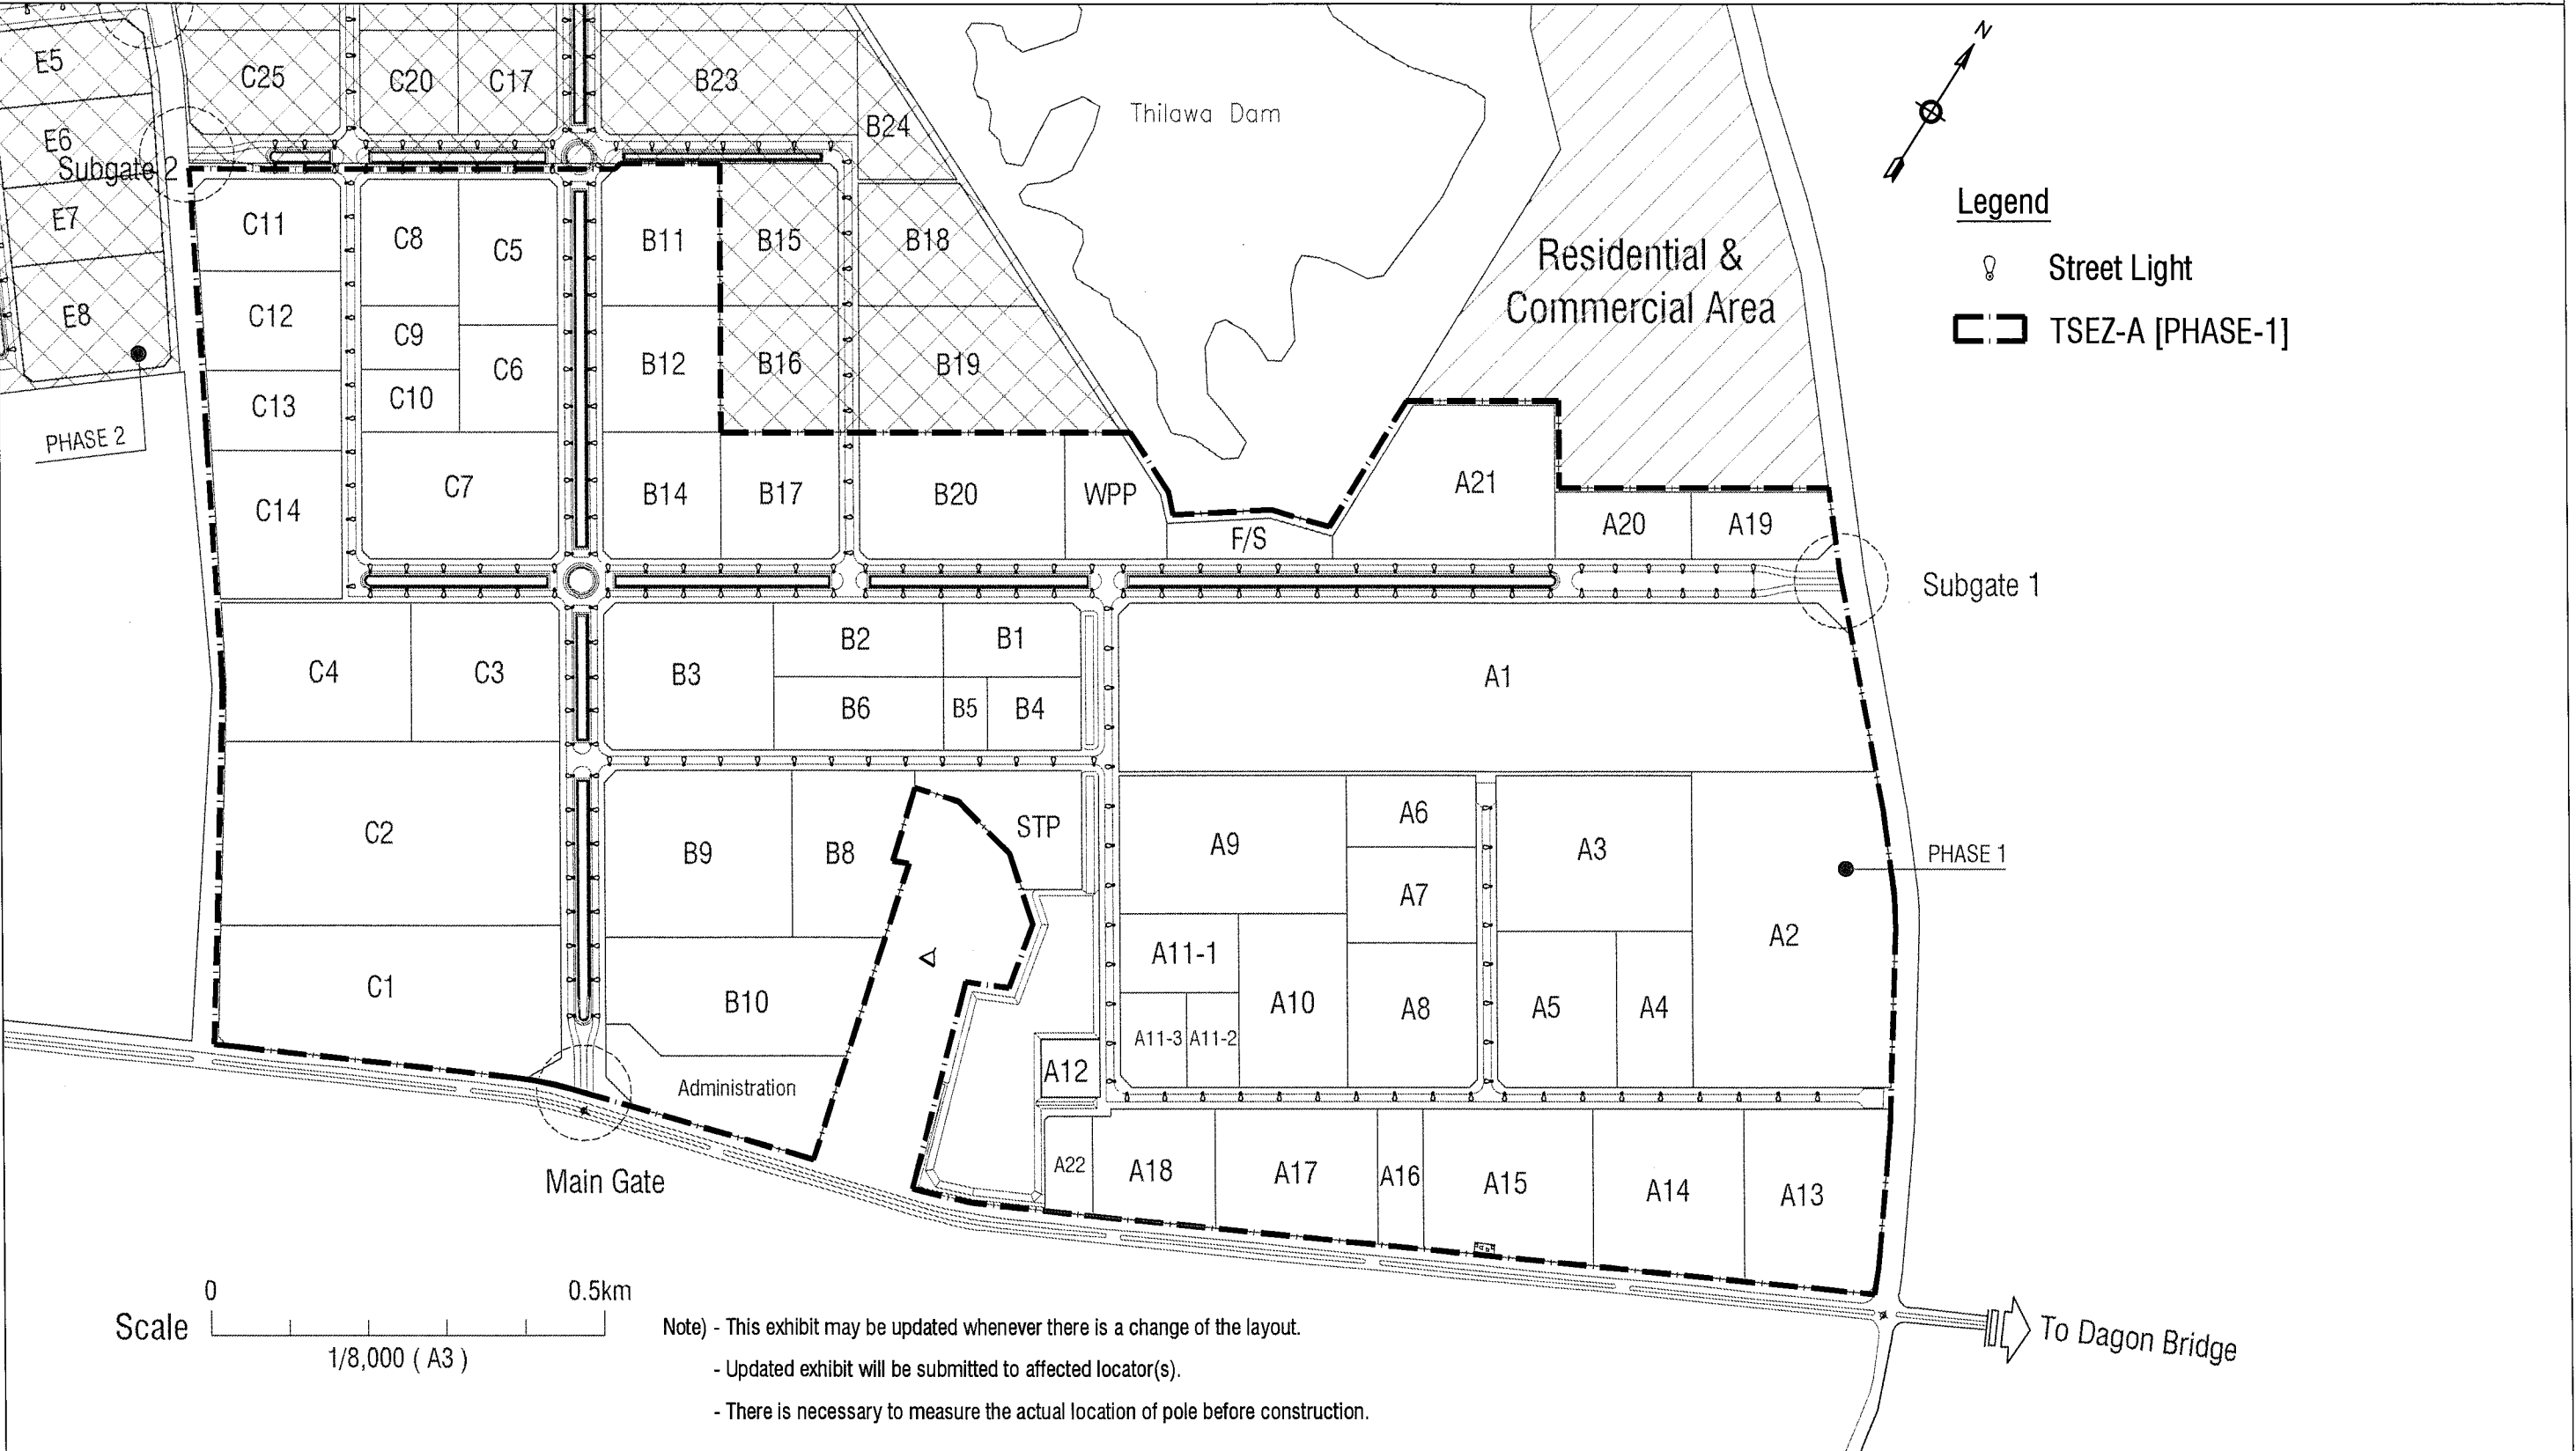 N
E5
C25
C20
C17
B23
Thilawa Dam
B24
E6
Subgate 2
Legend
E7
C11
C8
C5
B11
B15
B18
Residential &
Commercial Area
Street Light
TSEZ-A [PHASE-1]
E8
C12
C9
C6
B12
B16
B19
C13
C10
PHASE 2
C14
C7
B14
B17
B20
WPP
F/S
A21
A20
A19
Subgate 1
C4
C3
B3
B2
B1
B6
B5
B4
A1
C2
B9
B8
STP
A9
A6
A7
A3
PHASE 1
A2
C1
B10
A11-1
A10
A8
A5
A4
A11-3
A11-2
Administration
A12
Main Gate
A22
A18
A17
A16
A15
A14
A13
0
0.5km
Scale
1/8,000 ( A3 )
Note) - This exhibit may be updated whenever there is a change of the layout.
- Updated exhibit will be submitted to affected locator(s).
- There is necessary to measure the actual location of pole before construction.
To Dagon Bridge